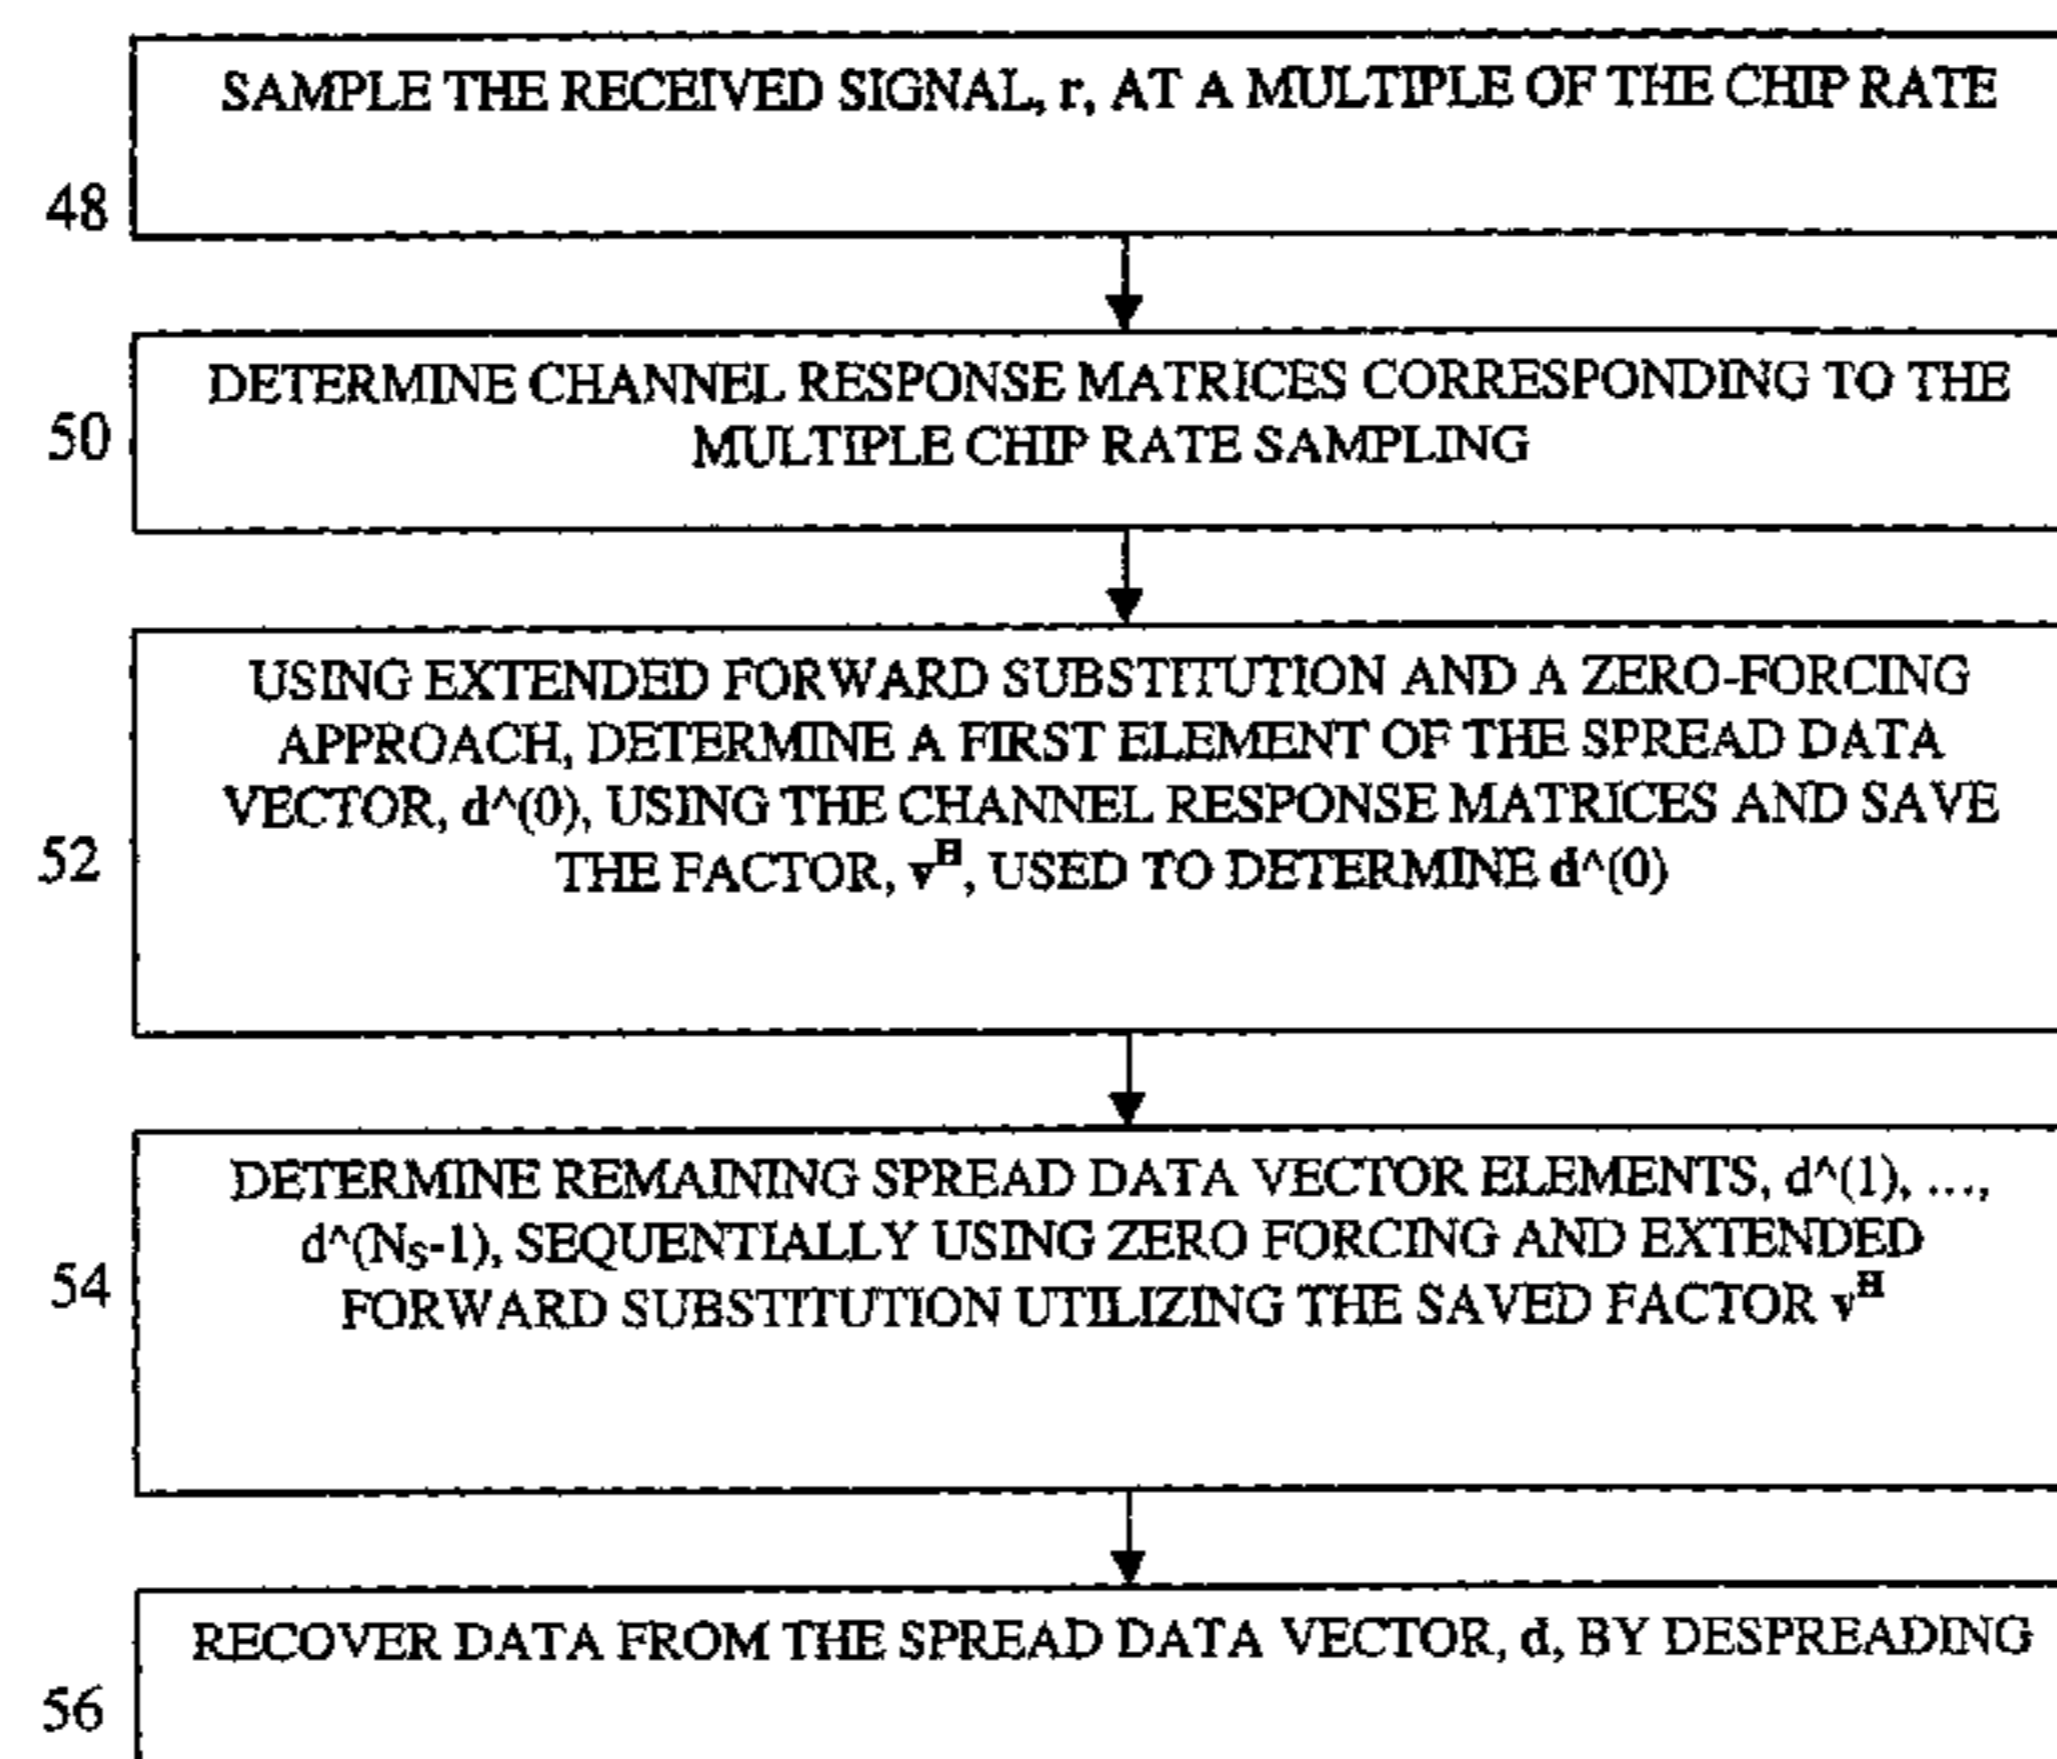 SAMPLE THE RECEIVED SIGNAL, r, AT A MULTIPLE OF THE CHIP RATE
48
DETERMINE CHANNEL RESPONSE MATRICES CORRESPONDING TO THE
MULTIPLE CHIP RATE SAMPLING
50
USING EXTENDED FORWARD SUBSTITUTION AND A ZERO-FORCING
APPROACH, DETERMINE A FIRST ELEMENT OF THE SPREAD DATA
VECTOR, d^(0), USING THE CHANNEL RESPONSE MATRICES AND SAVE
THE FACTOR, v^H, USED TO DETERMINE d^(0)
52
DETERMINE REMAINING SPREAD DATA VECTOR ELEMENTS, d^(1), ...,
d^(N_S-1), SEQUENTIALLY USING ZERO FORCING AND EXTENDED
FORWARD SUBSTITUTION UTILIZING THE SAVED FACTOR v^H
54
RECOVER DATA FROM THE SPREAD DATA VECTOR, d, BY DESPREADING
56